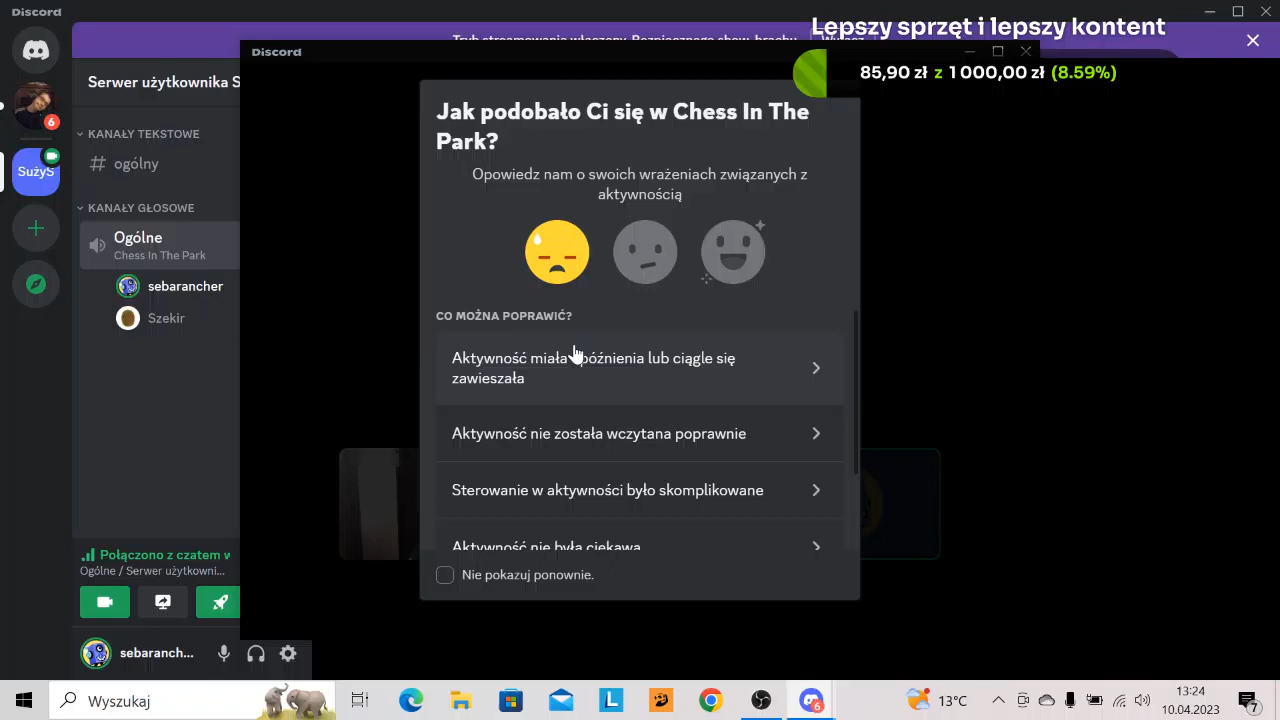 Discord
Lepszy sprzęt i lepszy kontent
85,90 zł z 1 000,00 zł (8.59%)
Discord
Serwer użytkownika S
KANAŁY TEKSTOWE
ogólny
KANAŁY GŁOSOWE
Ogólne
Chess In The Park
sebarancher
Szekir
6
SużyS
Jak podobało Ci się w Chess In The
Park?
Opowiedz nam o swoich wrażeniach związanych z
aktywnością
CO MOŻNA POPRAWIĆ?
Aktywność miała opóźnienia lub ciągle się
zawieszała
Aktywność nie została wczytana poprawnie
Sterowanie w aktywności było skomplikowane
Aktywność nie była ciekawa
Nie pokazuj ponownie.
Połączono z czatem w
Ogólne / Serwer użytkowni...
sebaranch...
Wyszukaj
L
6
13°C
13:24
10.04.2023
7